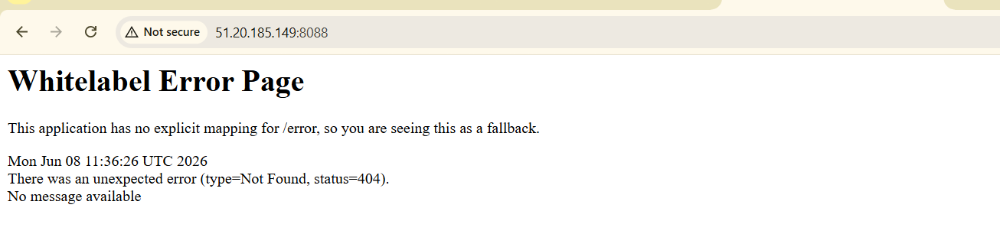 Not secure 51.20.185.149:8088
Whitelabel Error Page
This application has no explicit mapping for /error, so you are seeing this as a fallback.
Mon Jun 08 11:36:26 UTC 2026
There was an unexpected error (type=Not Found, status=404).
No message available